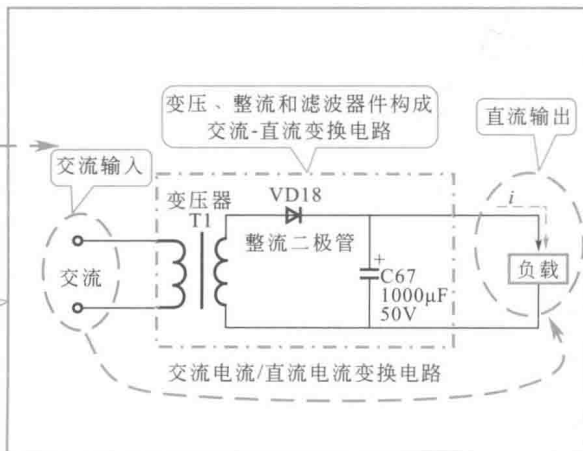 变压、整流和滤波器件构成
交流-直流变换电路
直流输出
交流输入
变压器
T1
VD18
整流二极管
i
交流
+
C67
1000μF
50V
负载
交流电流/直流电流变换电路